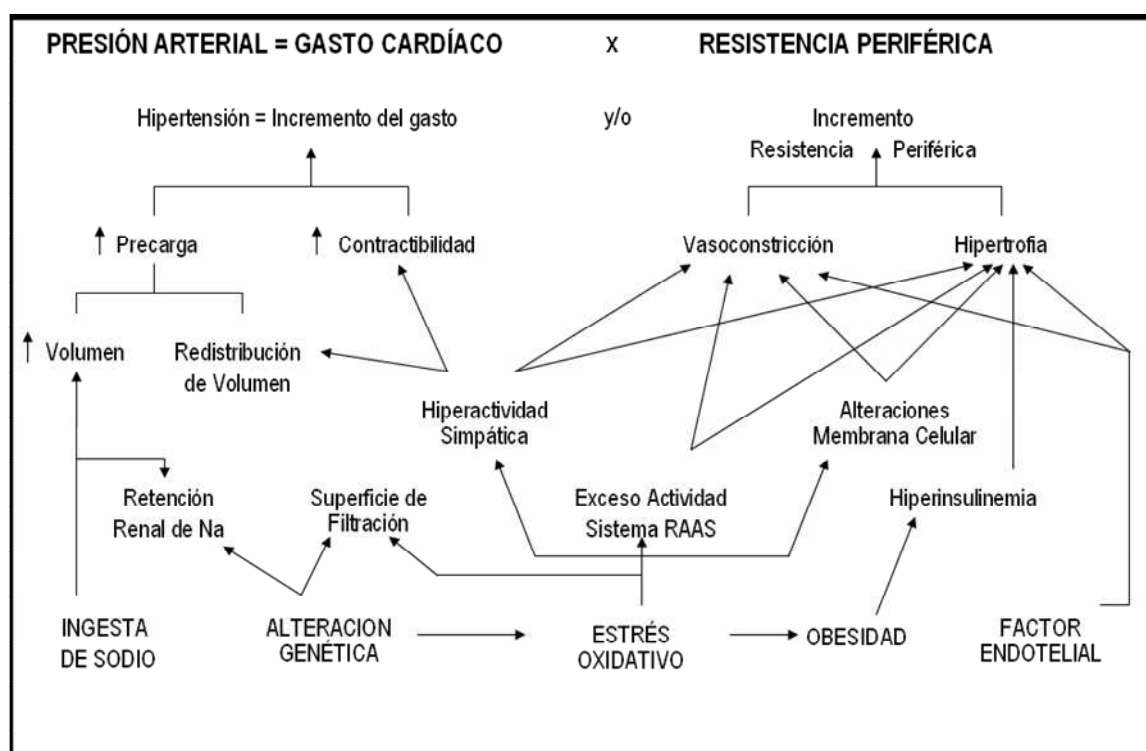 PRESIÓN ARTERIAL = GASTO CARDÍACO x RESISTENCIA PERIFÉRICA
Hipertensión = Incremento del gasto y/o Incremento
Resistencia Periférica
Precarga Contractibilidad Vasoconstricción Hipertrofia
Volumen Redistribución
de Volumen
Hiperactividad Alteraciones
Simpática Membrana Celular
Retención Superficie de Exceso Actividad Hiperinsulinemia
Renal de Na Filtración Sistema RAAS
INGESTA ALTERACION ESTRÉS OBESIDAD FACTOR
DE SODIO GENÉTICA OXIDATIVO ENDOTELIAL